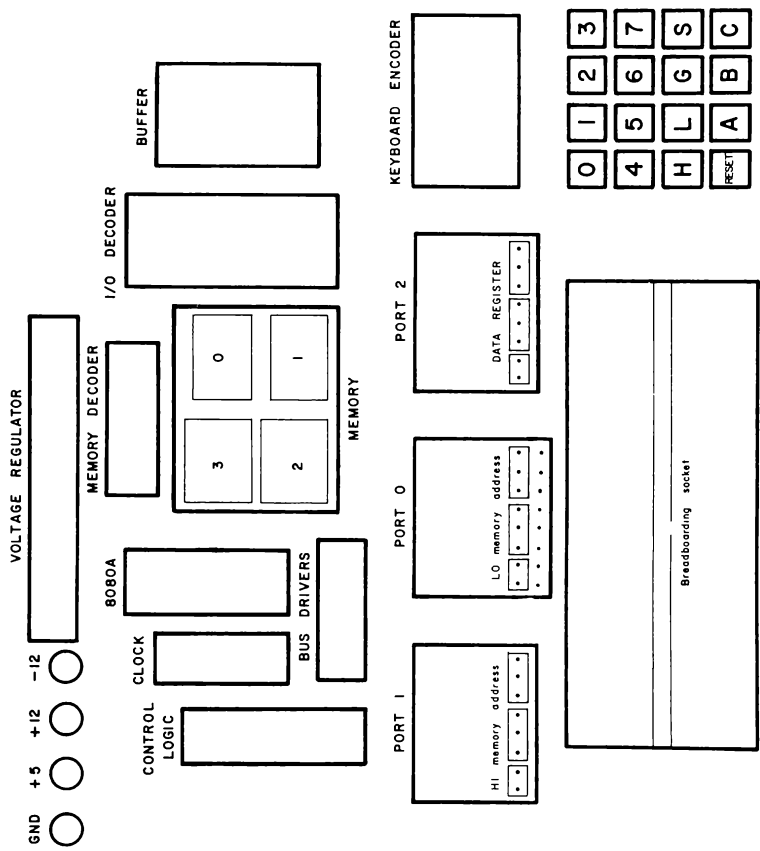 GND
+5
+12
-12
VOLTAGE REGULATOR
CONTROL
LOGIC
CLOCK
8080A
BUS DRIVERS
MEMORY DECODER
3
0
2
1
MEMORY
I/O DECODER
BUFFER
PORT 1
HI memory address
PORT 0
LO memory address
PORT 2
DATA REGISTER
KEYBOARD ENCODER
Breadboarding socket
0 1 2 3
4 5 6 7
H L G S
RESET A B C